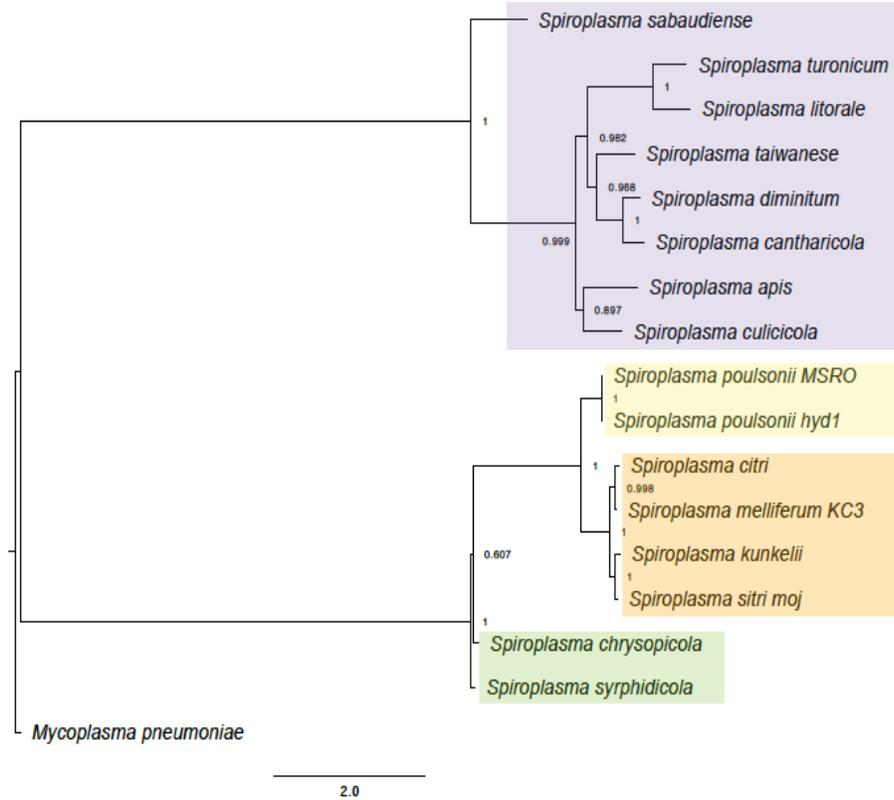 Spiroplasma sabaudiense
Spiroplasma turonicum
1
Spiroplasma litorale
1
0.982
Spiroplasma taiwanese
0.968
Spiroplasma diminitum
1
Spiroplasma cantharicola
0.999
Spiroplasma apis
0.897
Spiroplasma culicicola
Spiroplasma poulsonii MSRO
1
Spiroplasma poulsonii hyd1
1
Spiroplasma citri
0.998
Spiroplasma melliferum KC3
1
Spiroplasma kunkelii
0.607
1
Spiroplasma sitri moj
1
Spiroplasma chrysopicola
Spiroplasma syrphidicola
Mycoplasma pneumoniae
2.0